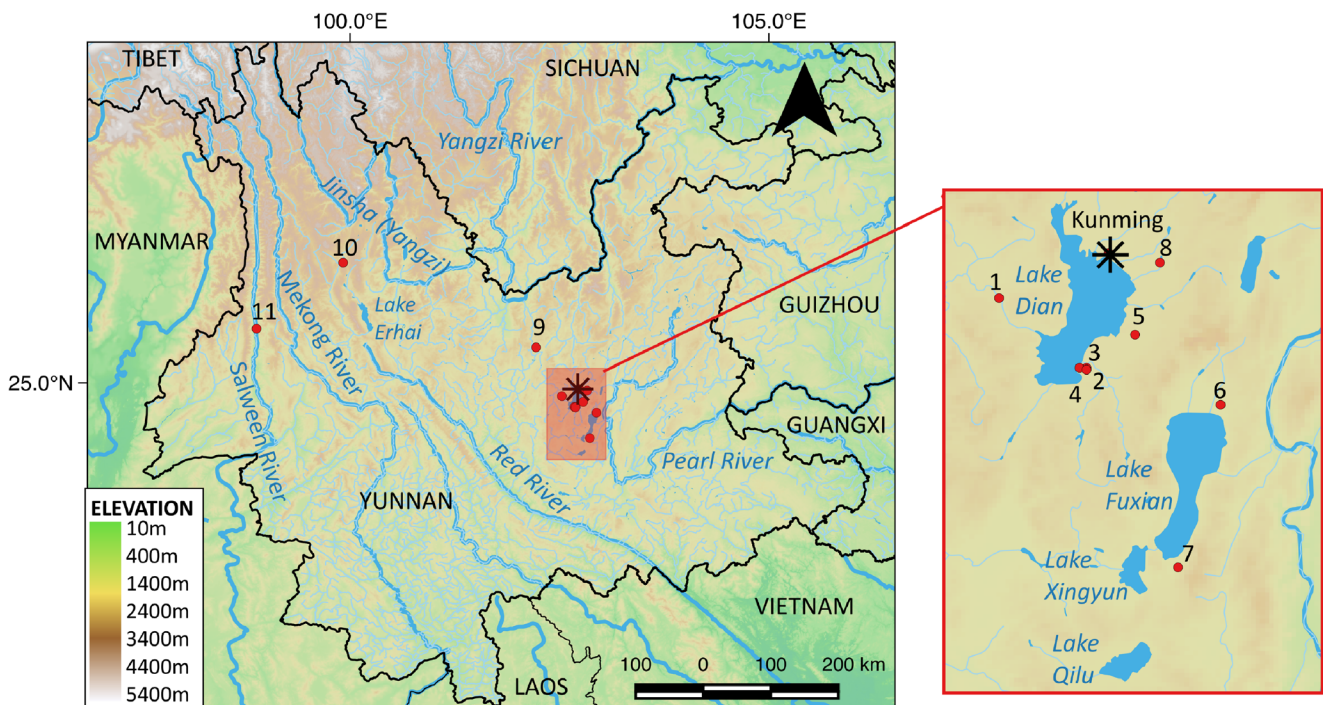 100.0°E
105.0°E
TIBET
SICHUAN
Yangzi River
Jinsha (Yangzi)
MYANMAR
10
Mekong River
Lake
Erhai
11
9
GUIZHOU
25.0°N
Salween River
GUANGXI
Red River
Pearl River
YUNNAN
ELEVATION
10m
400m
1400m
2400m
3400m
4400m
5400m
VIETNAM
LAOS
100 0 100 200 km
Kunming
8
1
Lake
Dian
5
3
2
4
6
Lake
Fuxian
7
Lake
Xingyun
Lake
Qilu